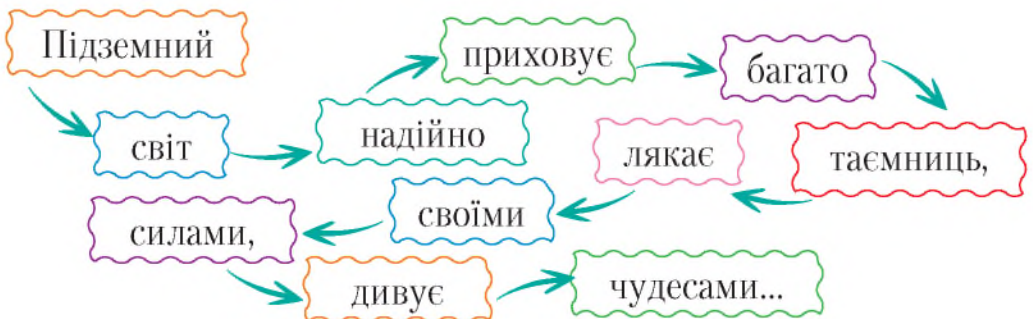 Підземний
світ
надійно
приховує
багато
таємниць,
лякає
своїми
силами,
дивує
чудесами...